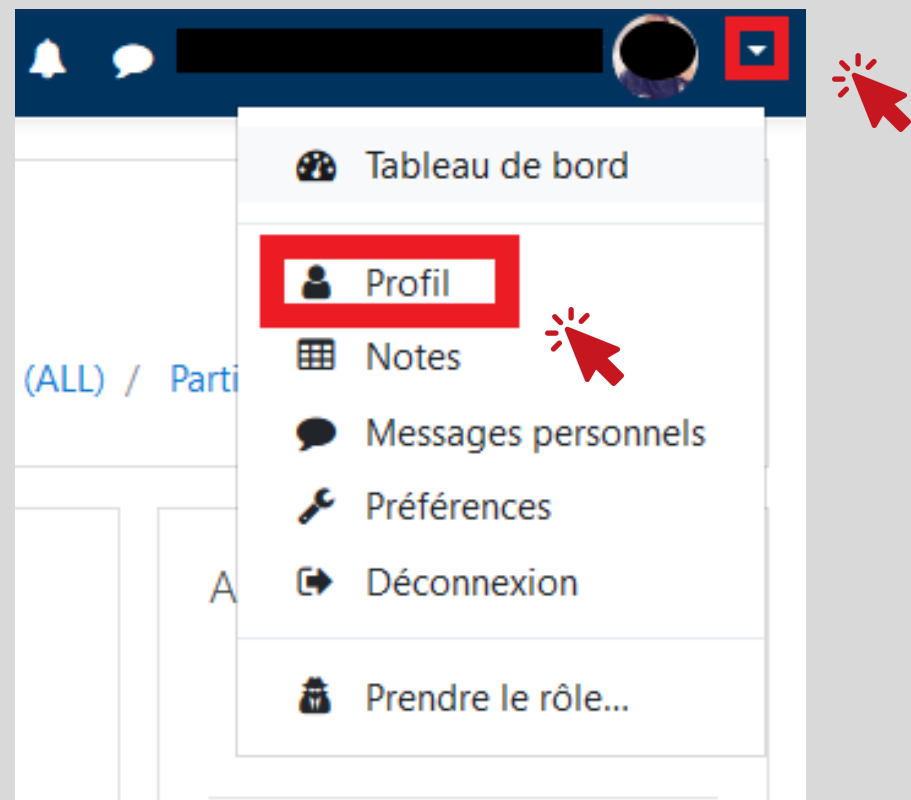 Tableau de bord
Profil
Notes
(ALL) / Parti
Messages personnels
Préférences
A
Déconnexion
Prendre le rôle...